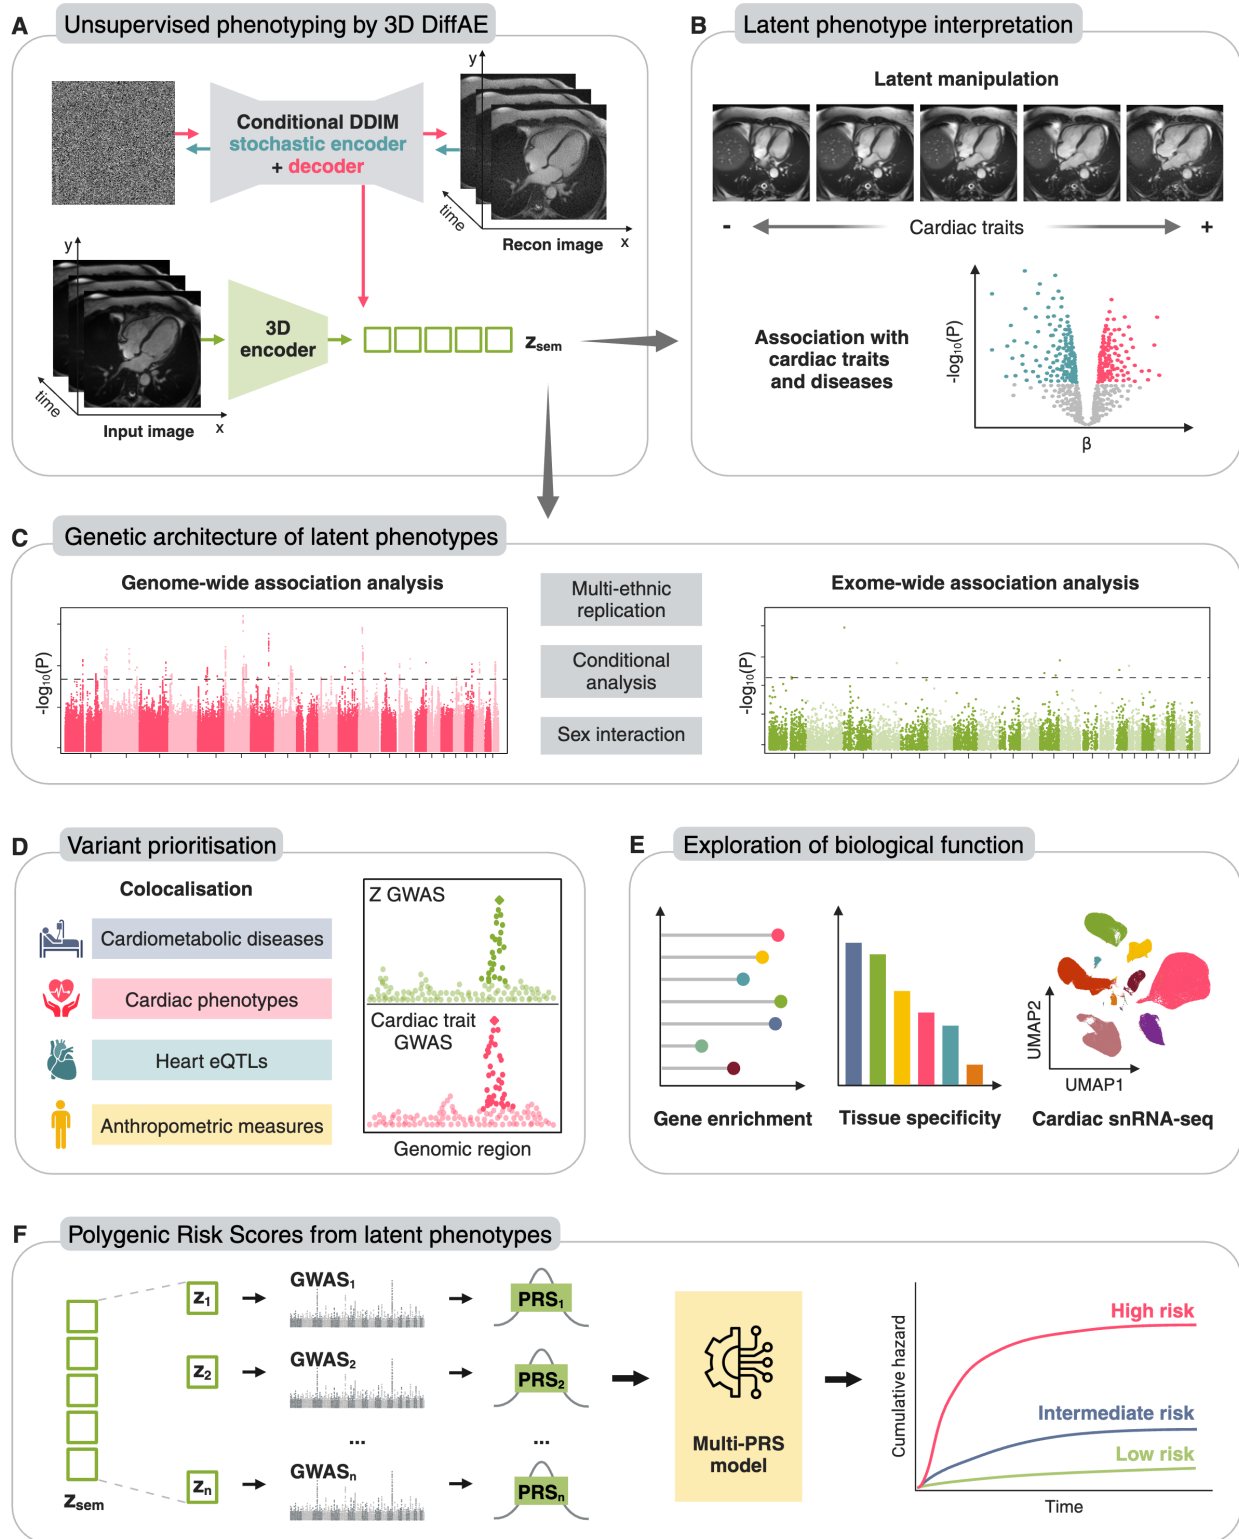 A
Unsupervised phenotyping by 3D DiffAE
y
Conditional DDIM
stochastic encoder
+ decoder
time
x
Recon image
y
3D
encoder
z_sem
time
x
Input image
B
Latent phenotype interpretation
Latent manipulation
-
Cardiac traits
+
Association with
cardiac traits
and diseases
-log₁₀(P)
β
C
Genetic architecture of latent phenotypes
Genome-wide association analysis
-log₁₀(P)
Multi-ethnic
replication
Conditional
analysis
Sex interaction
Exome-wide association analysis
-log₁₀(P)
D
Variant prioritisation
Colocalisation
Cardiometabolic diseases
Cardiac phenotypes
Heart eQTLs
Anthropometric measures
Z GWAS
Cardiac trait
GWAS
Genomic region
E
Exploration of biological function
Gene enrichment
Tissue specificity
UMAP2
UMAP1
Cardiac snRNA-seq
F
Polygenic Risk Scores from latent phenotypes
z_sem
z₁
GWAS₁
PRS₁
z₂
GWAS₂
PRS₂
...
...
zₙ
GWASₙ
PRSₙ
Multi-PRS
model
Cumulative hazard
High risk
Intermediate risk
Low risk
Time